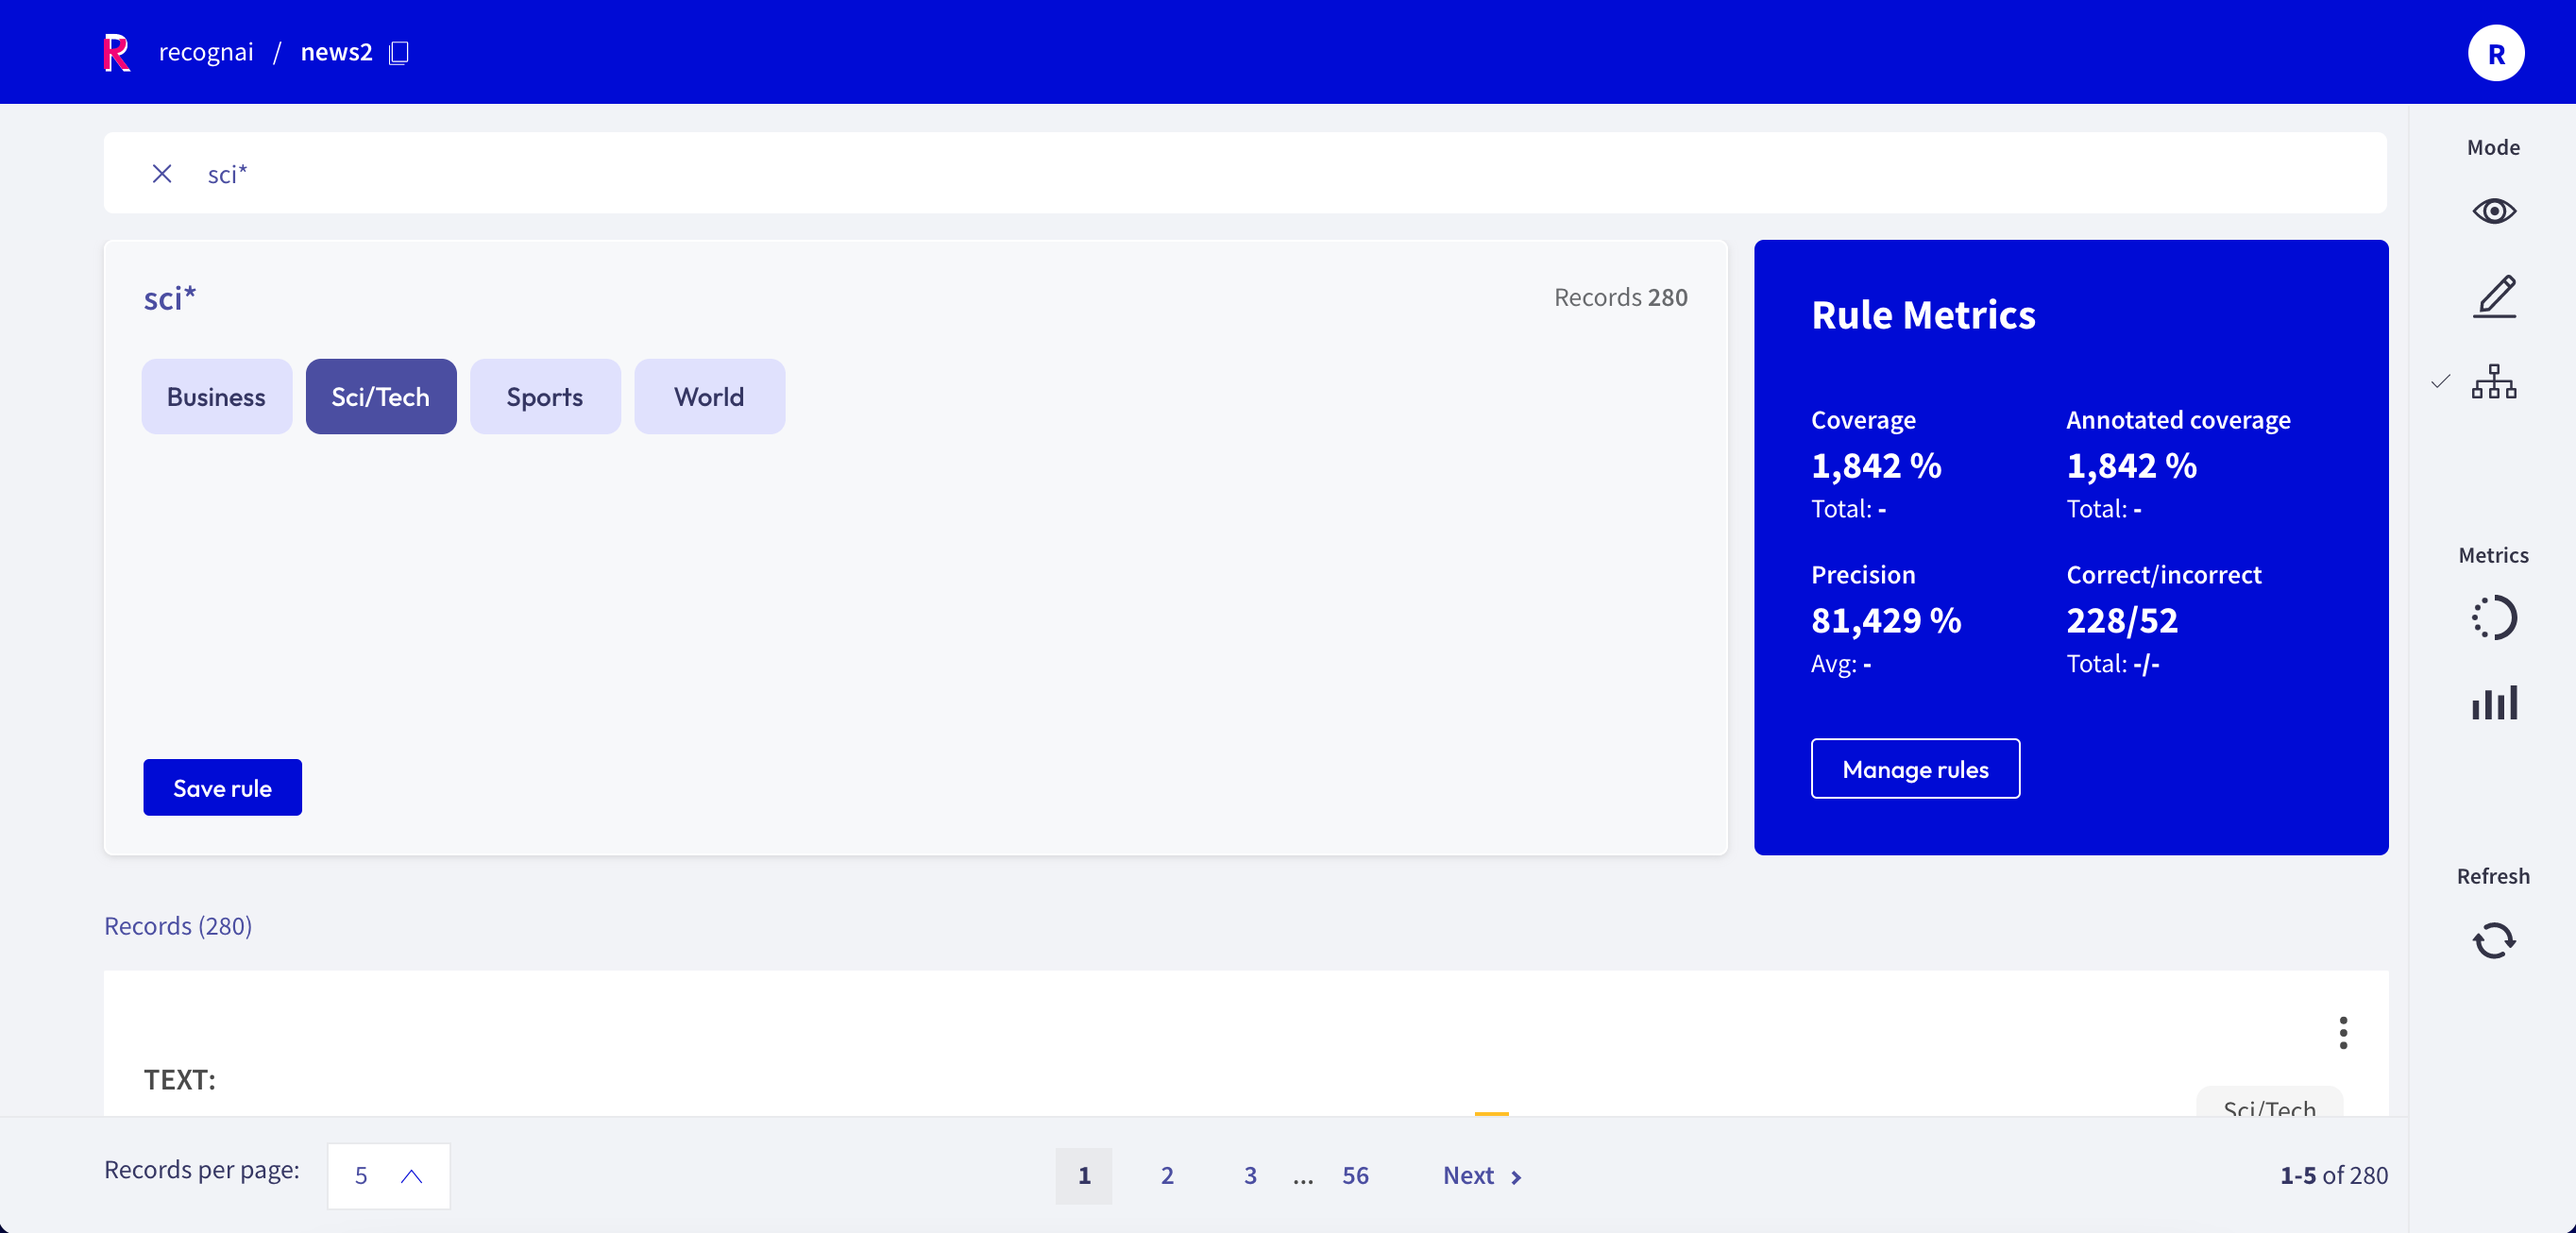 recognai / news2
R
sci*
sci*
Records 280
Business Sci/Tech Sports World
Save rule
Rule Metrics
Coverage Annotated coverage
1,842 % 1,842 %
Total: - Total: -
Precision Correct/incorrect
81,429 % 228/52
Avg: - Total: -/-
Manage rules
Mode
Metrics
Refresh
Records (280)
TEXT:
Sci/Tech
Records per page: 5
1 2 3 ... 56 Next
1-5 of 280